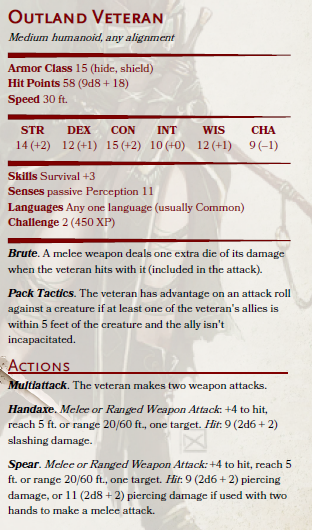 Outland Veteran
Medium humanoid, any alignment
Armor Class 15 (hide, shield)
Hit Points 58 (9d8 + 18)
Speed 30 ft.
STR DEX CON INT WIS CHA
14 (+2) 12 (+1) 15 (+2) 10 (+0) 12 (+1) 9 (−1)
Skills Survival +3
Senses passive Perception 11
Languages Any one language (usually Common)
Challenge 2 (450 XP)
Brute. A melee weapon deals one extra die of its damage
when the veteran hits with it (included in the attack).
Pack Tactics. The veteran has advantage on an attack roll
against a creature if at least one of the veteran's allies is
within 5 feet of the creature and the ally isn't
incapacitated.
Actions
Multiattack. The veteran makes two weapon attacks.
Handaxe. Melee or Ranged Weapon Attack: +4 to hit,
reach 5 ft. or range 20/60 ft., one target. Hit: 9 (2d6 + 2)
slashing damage.
Spear. Melee or Ranged Weapon Attack: +4 to hit, reach 5
ft. or range 20/60 ft., one target. Hit: 9 (2d6 + 2) piercing
damage, or 11 (2d8 + 2) piercing damage if used with two
hands to make a melee attack.